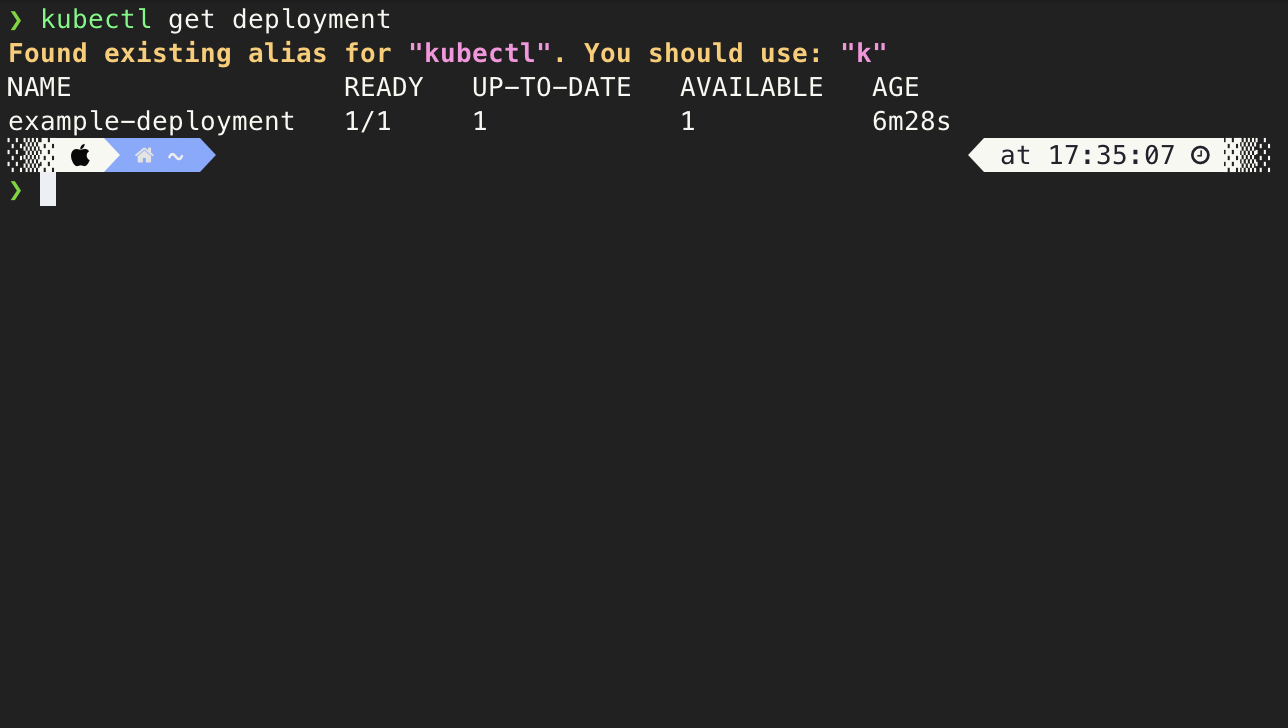 ❯ kubectl get deployment
Found existing alias for "kubectl". You should use: "k"
NAME                 READY   UP-TO-DATE   AVAILABLE   AGE
example-deployment   1/1     1            1           6m28s
~ at 17:35:07
❯